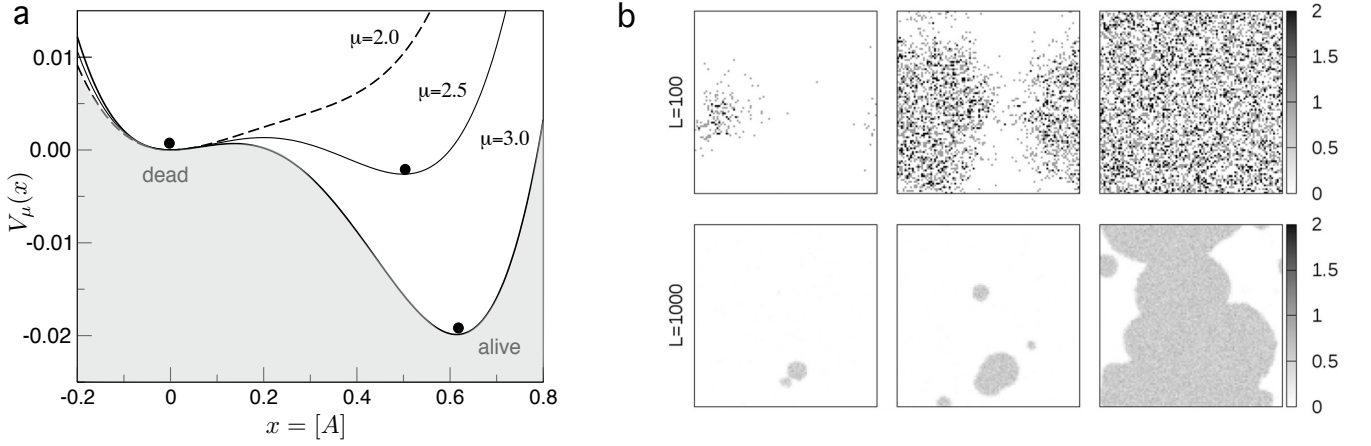 a
0.01
0.00
-0.01
-0.02
V_μ(x)
μ=2.0
μ=2.5
μ=3.0
dead
alive
-0.2 0 0.2 0.4 0.6 0.8
x = [A]
b
L=100
2
1.5
1
0.5
0
L=1000
2
1.5
1
0.5
0